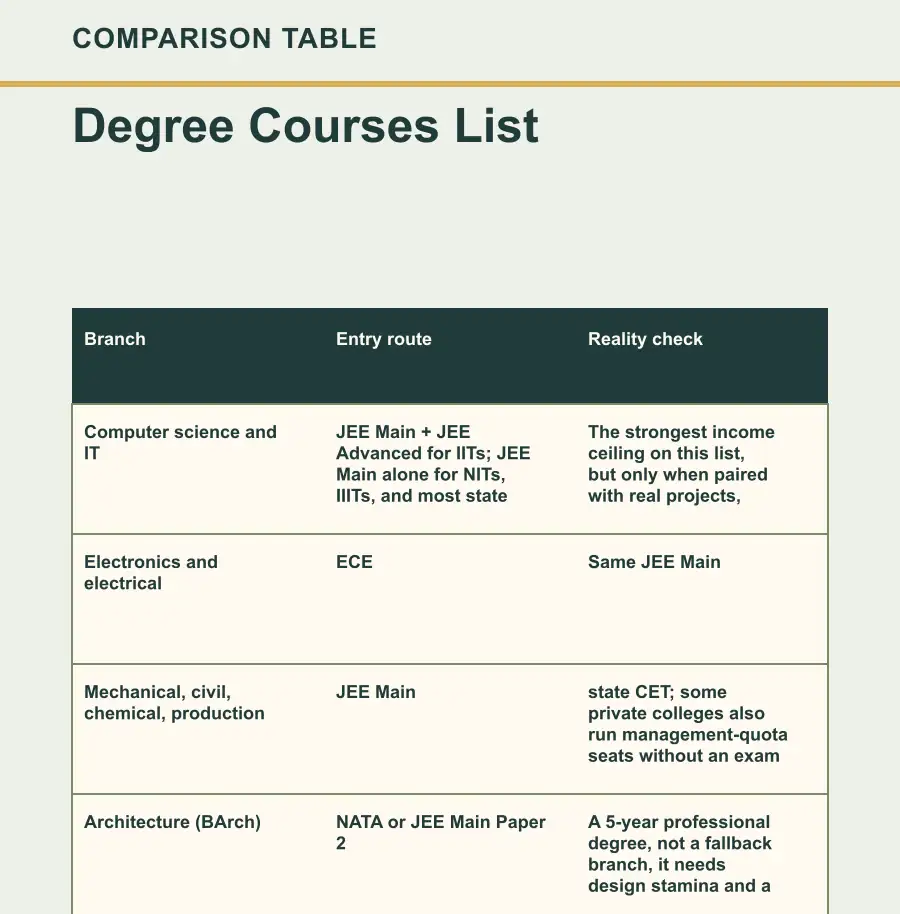 COMPARISON TABLE
Degree Courses List
Branch
Entry route
Reality check
Computer science and
IT
JEE Main + JEE
Advanced for IITs; JEE
Main alone for NITs,
IIITs, and most state
The strongest income
ceiling on this list,
but only when paired
with real projects,
Electronics and
electrical
ECE
Same JEE Main
Mechanical, civil,
chemical, production
JEE Main
state CET; some
private colleges also
run management-quota
seats without an exam
Architecture (BArch)
NATA or JEE Main Paper
2
A 5-year professional
degree, not a fallback
branch, it needs
design stamina and a